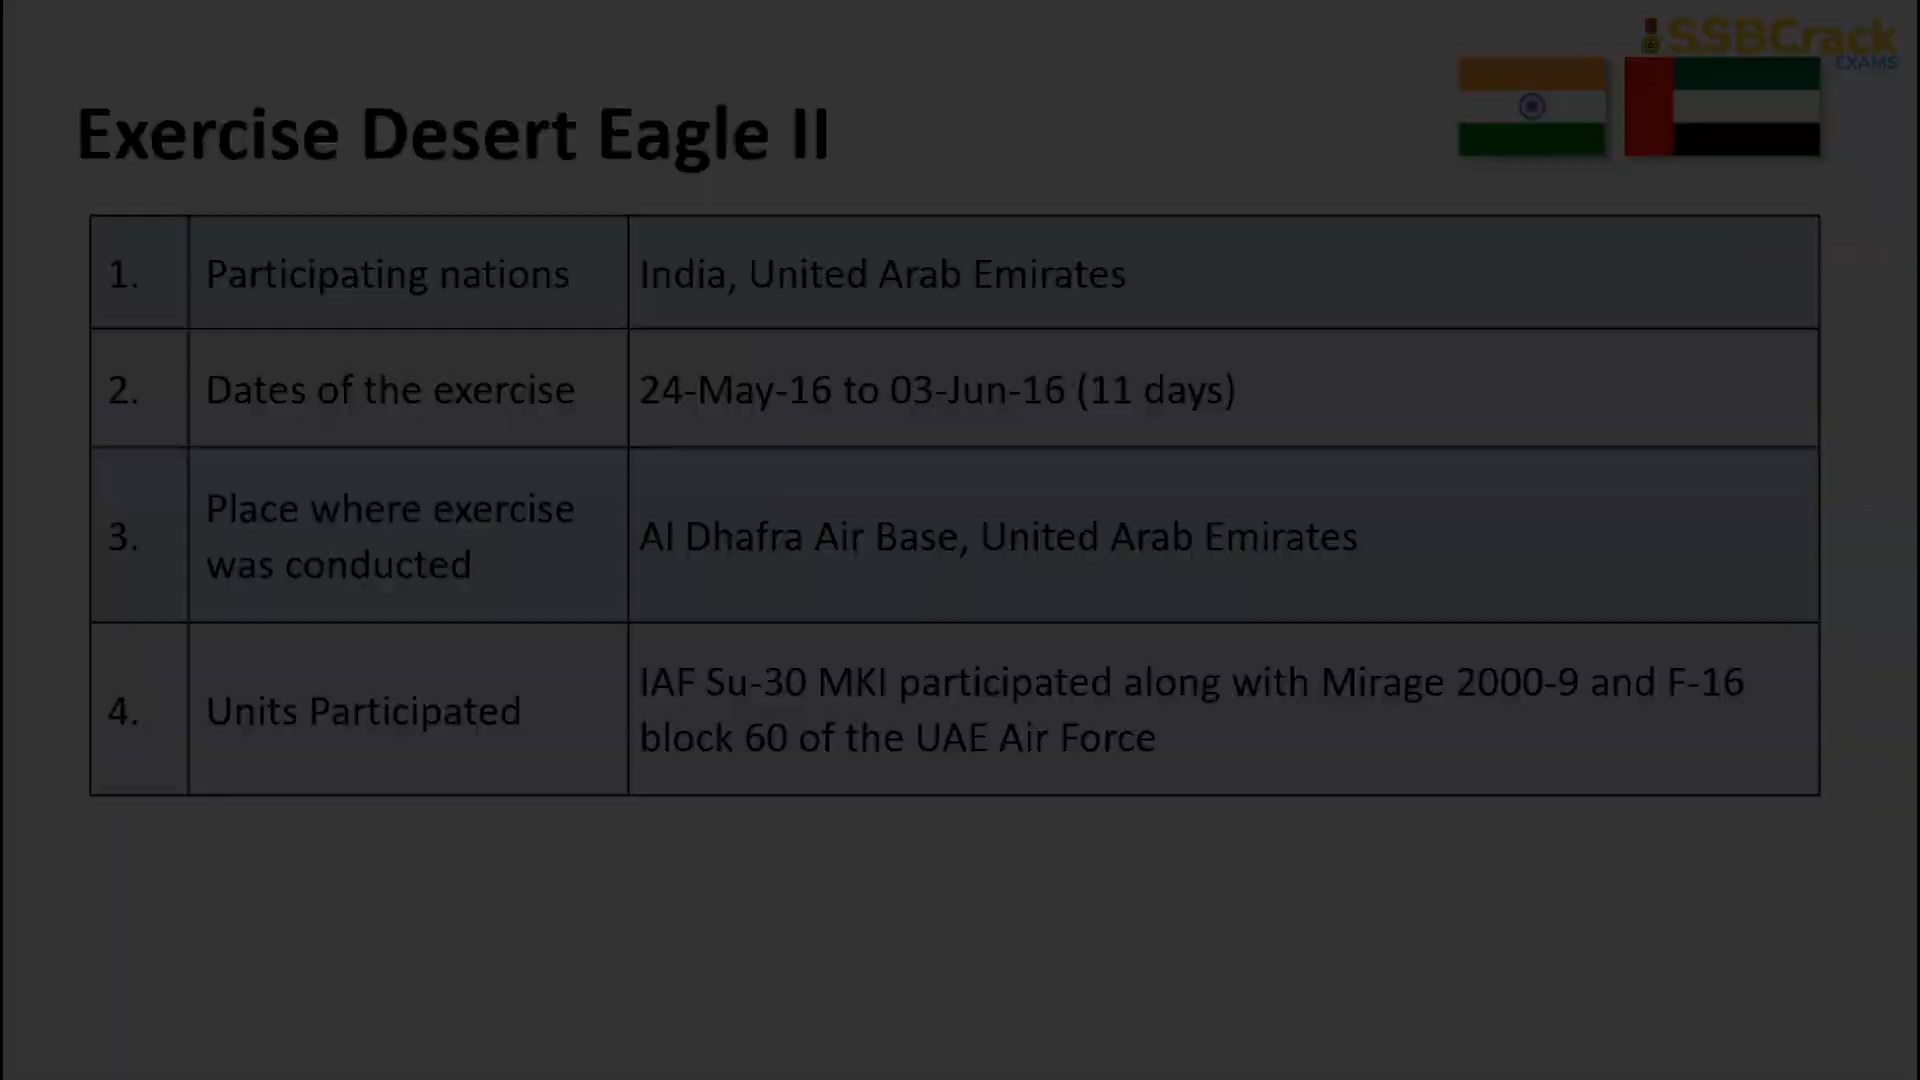 SSBCrack
EXAMS
Exercise Desert Eagle II
1. Participating nations India, United Arab Emirates
2. Dates of the exercise 24-May-16 to 03-Jun-16 (11 days)
3. Place where exercise was conducted Al Dhafra Air Base, United Arab Emirates
4. Units Participated IAF Su-30 MKI participated along with Mirage 2000-9 and F-16
block 60 of the UAE Air Force